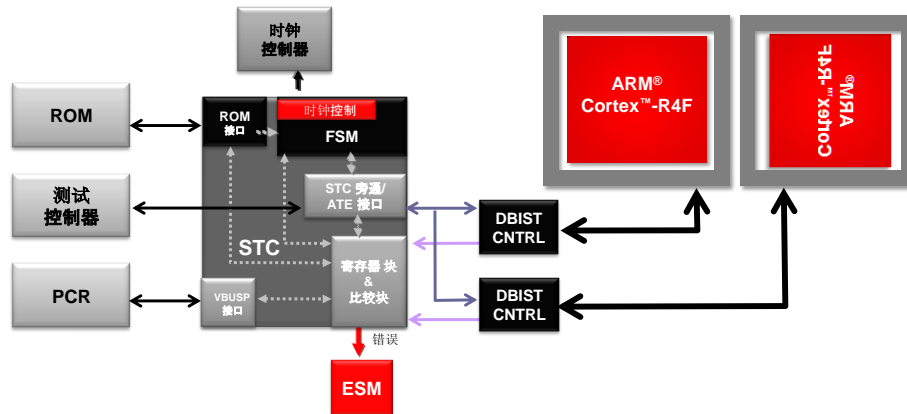 时钟
控制器
ROM
ROM
接口
时钟控制
FSM
ARM®
Cortex™-R4F
ARM®
Cortex™-R4F
测试
控制器
STC 旁通/
ATE 接口
DBIST
CNTRL
STC
寄存器 块
&
比较块
PCR
VBUSP
接口
DBIST
CNTRL
错误
ESM